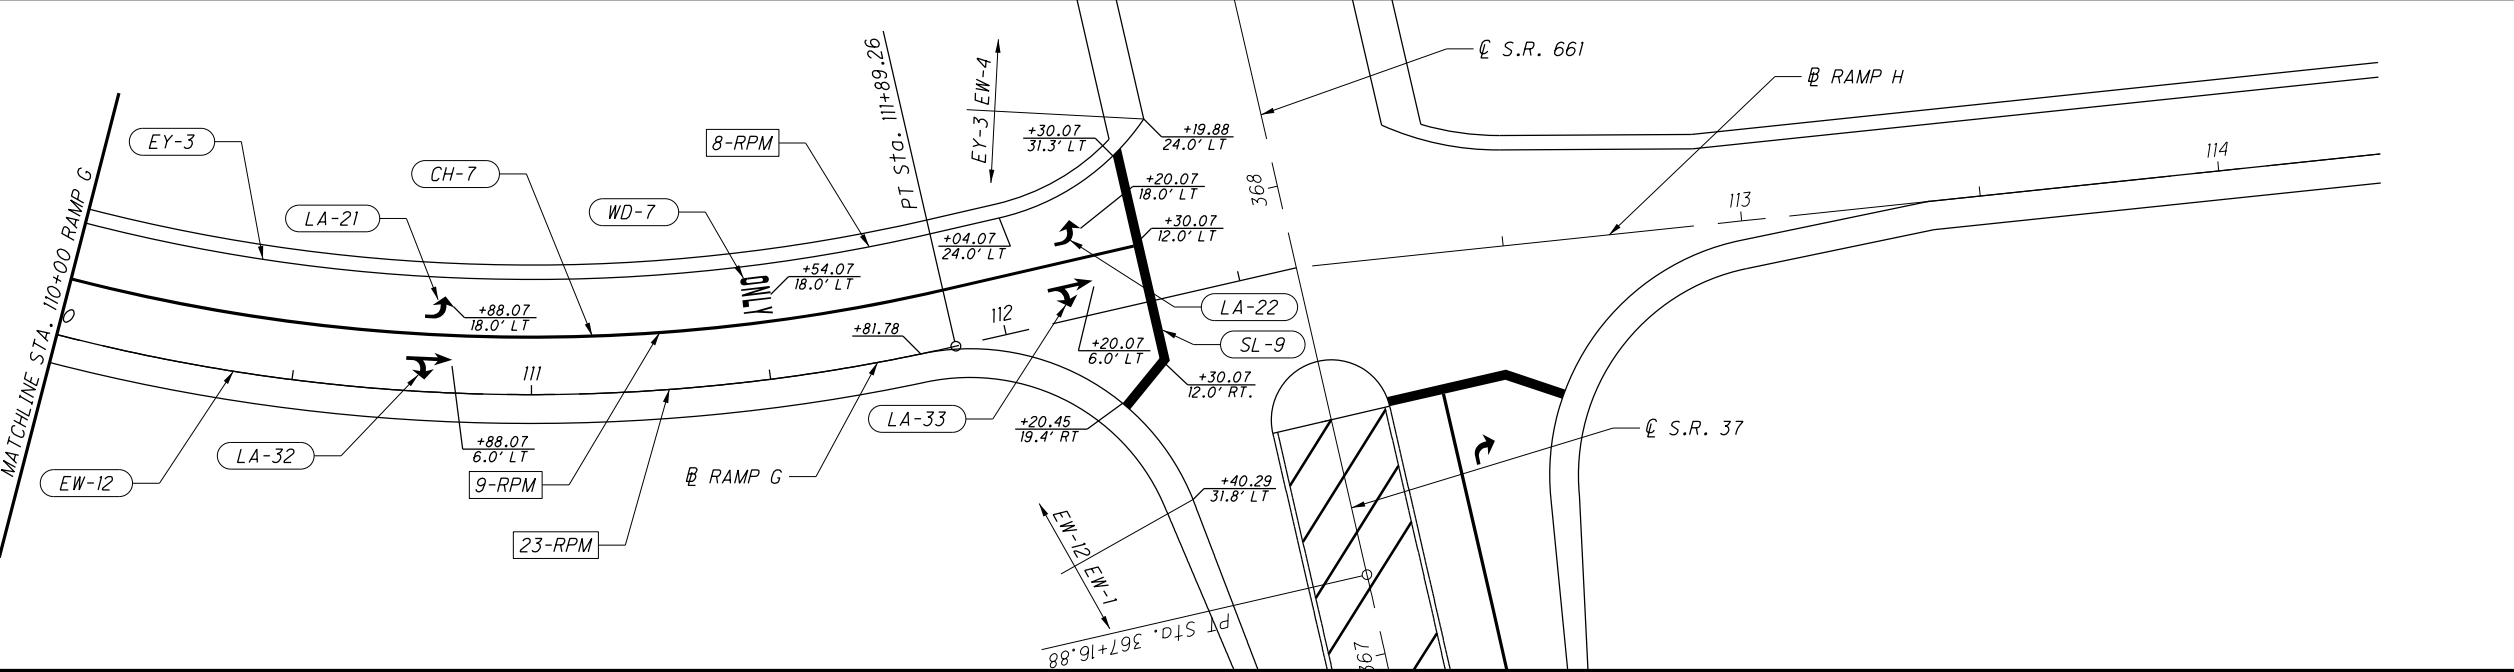 MATCHLINE STA. 110+00 RAMP G
EY-3
LA-21
CH-7
WD-7
8-RPM
PT Sta. 111+89.26
EY-3 EW-4
+30.07
31.3' LT
+19.88
24.0' LT
℄ S.R. 661
RAMP H
+20.07
18.0' LT
+30.07
12.0' LT
368
113
114
+04.07
24.0' LT
ONLY
+54.07
18.0' LT
+88.07
18.0' LT
112
+81.78
LA-22
SL-9
+20.07
6.0' LT
+30.07
12.0' RT.
111
LA-33
+20.45
19.4' RT
℄ S.R. 37
EW-12
LA-32
+88.07
6.0' LT
9-RPM
RAMP G
23-RPM
+40.29
31.8' LT
EW-12 EW-1
PT Sta. 367+16.88
367